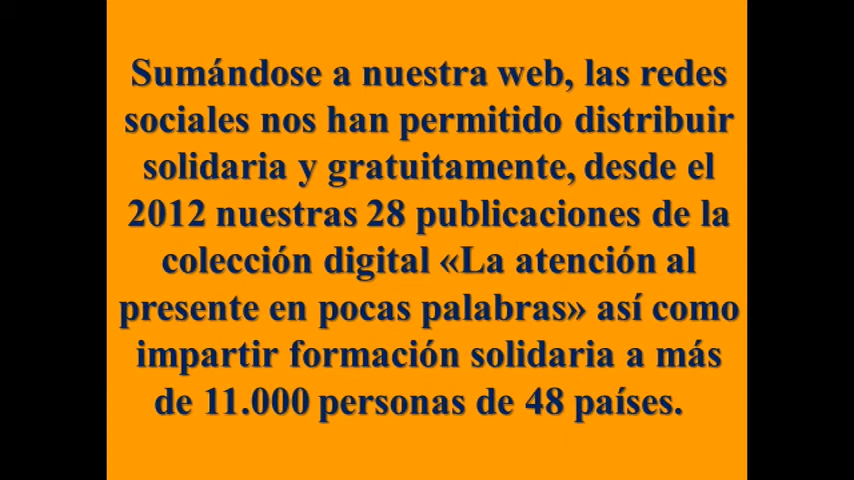 Sumándose a nuestra web, las redes
sociales nos han permitido distribuir
solidaria y gratuitamente, desde el
2012 nuestras 28 publicaciones de la
colección digital «La atención al
presente en pocas palabras» así como
impartir formación solidaria a más
de 11.000 personas de 48 países.